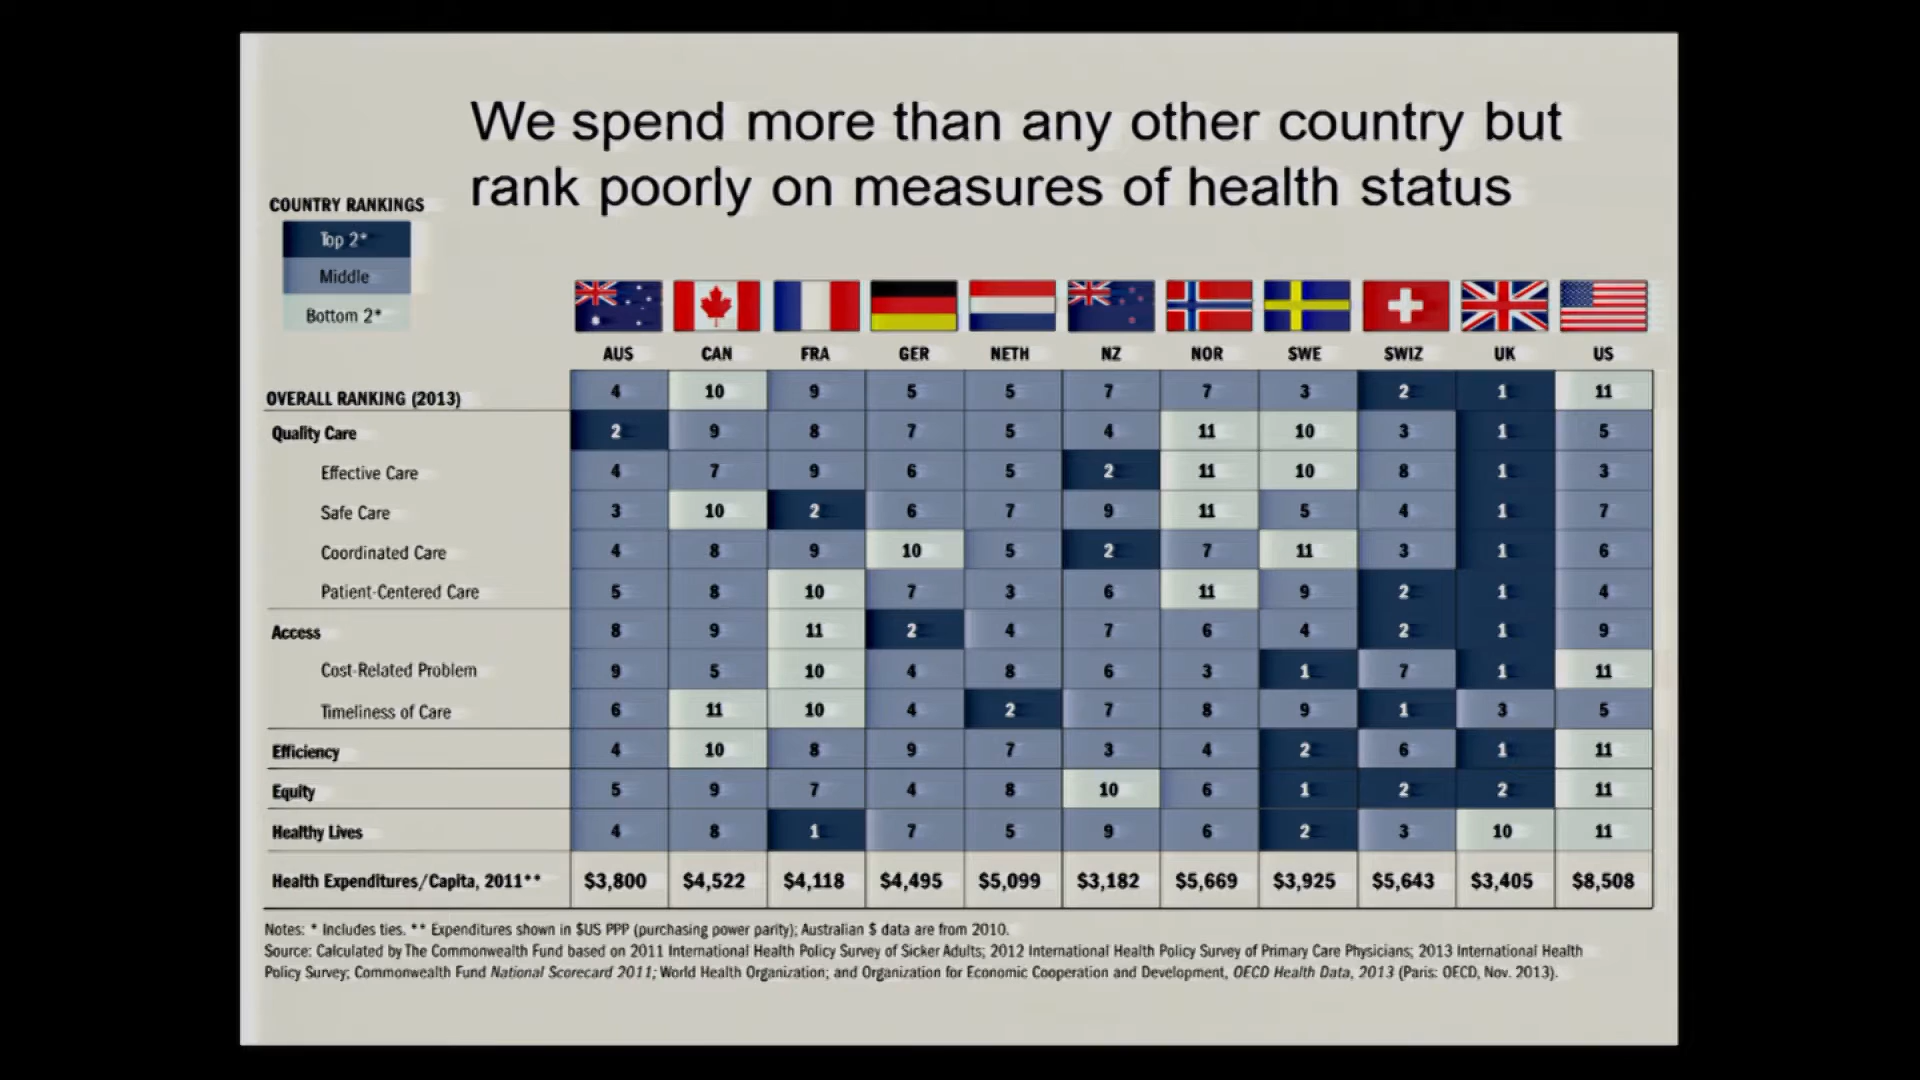 We spend more than any other country but
rank poorly on measures of health status
COUNTRY RANKINGS
Top 2*
Middle
Bottom 2*
AUS CAN FRA GER NETH NZ NOR SWE SWIZ UK US
OVERALL RANKING (2013) 4 10 9 5 5 7 7 3 2 1 11
Quality Care 2 9 8 7 5 4 11 10 3 1 5
Effective Care 4 7 9 6 5 2 11 10 8 1 3
Safe Care 3 10 2 6 7 9 11 5 4 1 7
Coordinated Care 4 8 9 10 5 2 7 11 3 1 6
Patient-Centered Care 5 8 10 7 3 6 11 9 2 1 4
Access 8 9 11 2 4 7 6 4 2 1 9
Cost-Related Problem 9 5 10 4 8 6 3 1 7 1 11
Timeliness of Care 6 11 10 4 2 7 8 9 1 3 5
Efficiency 4 10 8 9 7 3 4 2 6 1 11
Equity 5 9 7 4 8 10 6 1 2 2 11
Healthy Lives 4 8 1 7 5 9 6 2 3 10 11
Health Expenditures/Capita, 2011** $3,800 $4,522 $4,118 $4,495 $5,099 $3,182 $5,669 $3,925 $5,643 $3,405 $8,508
Notes: * Includes ties. ** Expenditures shown in $US PPP (purchasing power parity); Australian $ data are from 2010.
Source: Calculated by The Commonwealth Fund based on 2011 International Health Policy Survey of Sicker Adults; 2012 International Health Policy Survey of Primary Care Physicians; 2013 International Health
Policy Survey; Commonwealth Fund National Scorecard 2011; World Health Organization; and Organization for Economic Cooperation and Development, OECD Health Data, 2013 (Paris: OECD, Nov. 2013).